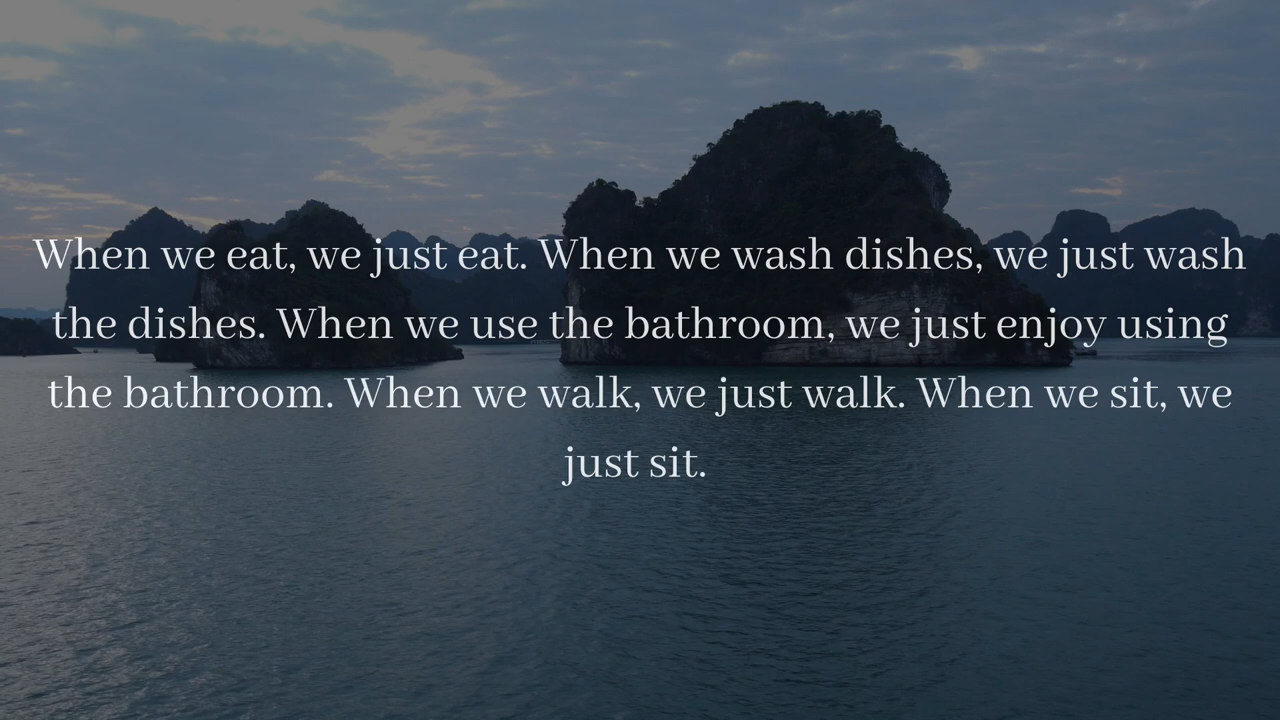 When we eat, we just eat. When we wash dishes, we just wash
the dishes. When we use the bathroom, we just enjoy using
the bathroom. When we walk, we just walk. When we sit, we
just sit.